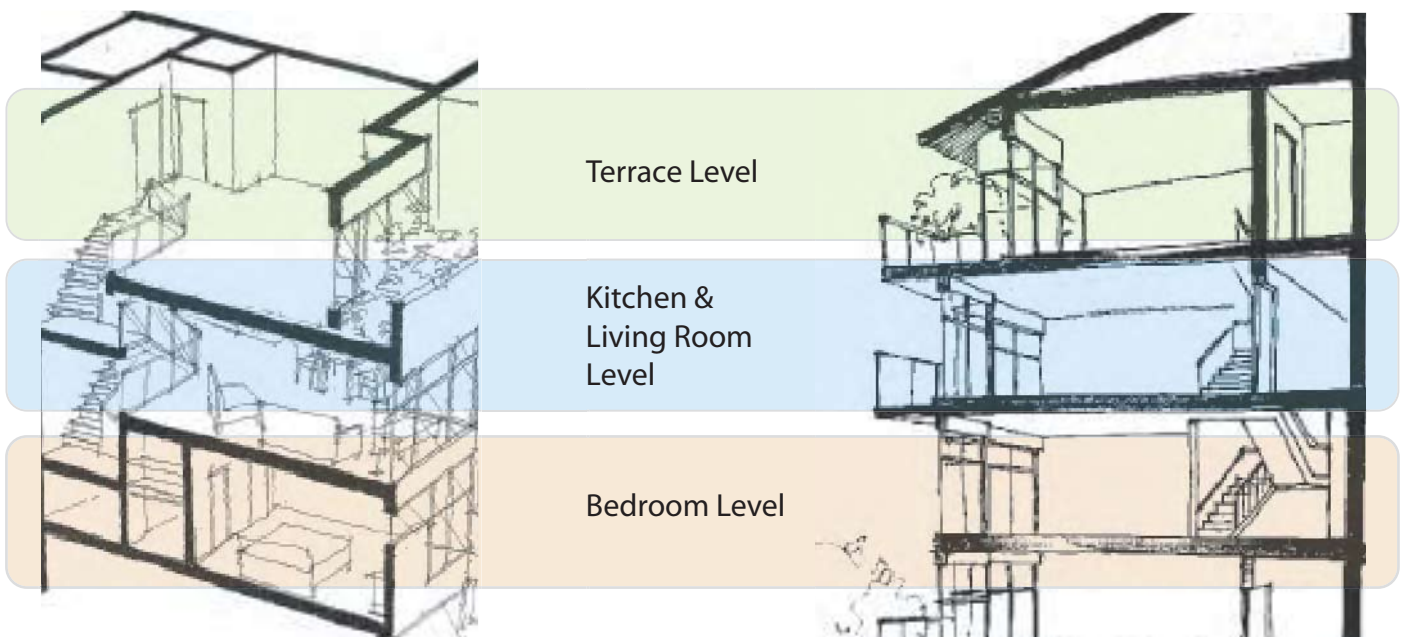 Terrace Level
Kitchen &
Living Room
Level
Bedroom Level